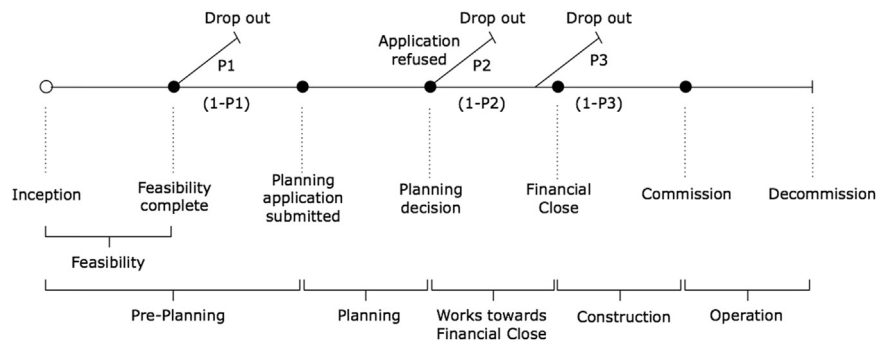 Drop out
Drop out
Drop out
Application
refused
P1
P2
P3
(1-P1)
(1-P2)
(1-P3)
Inception
Feasibility
complete
Planning
application
submitted
Planning
decision
Financial
Close
Commission
Decommission
Feasibility
Pre-Planning
Planning
Works towards
Financial Close
Construction
Operation